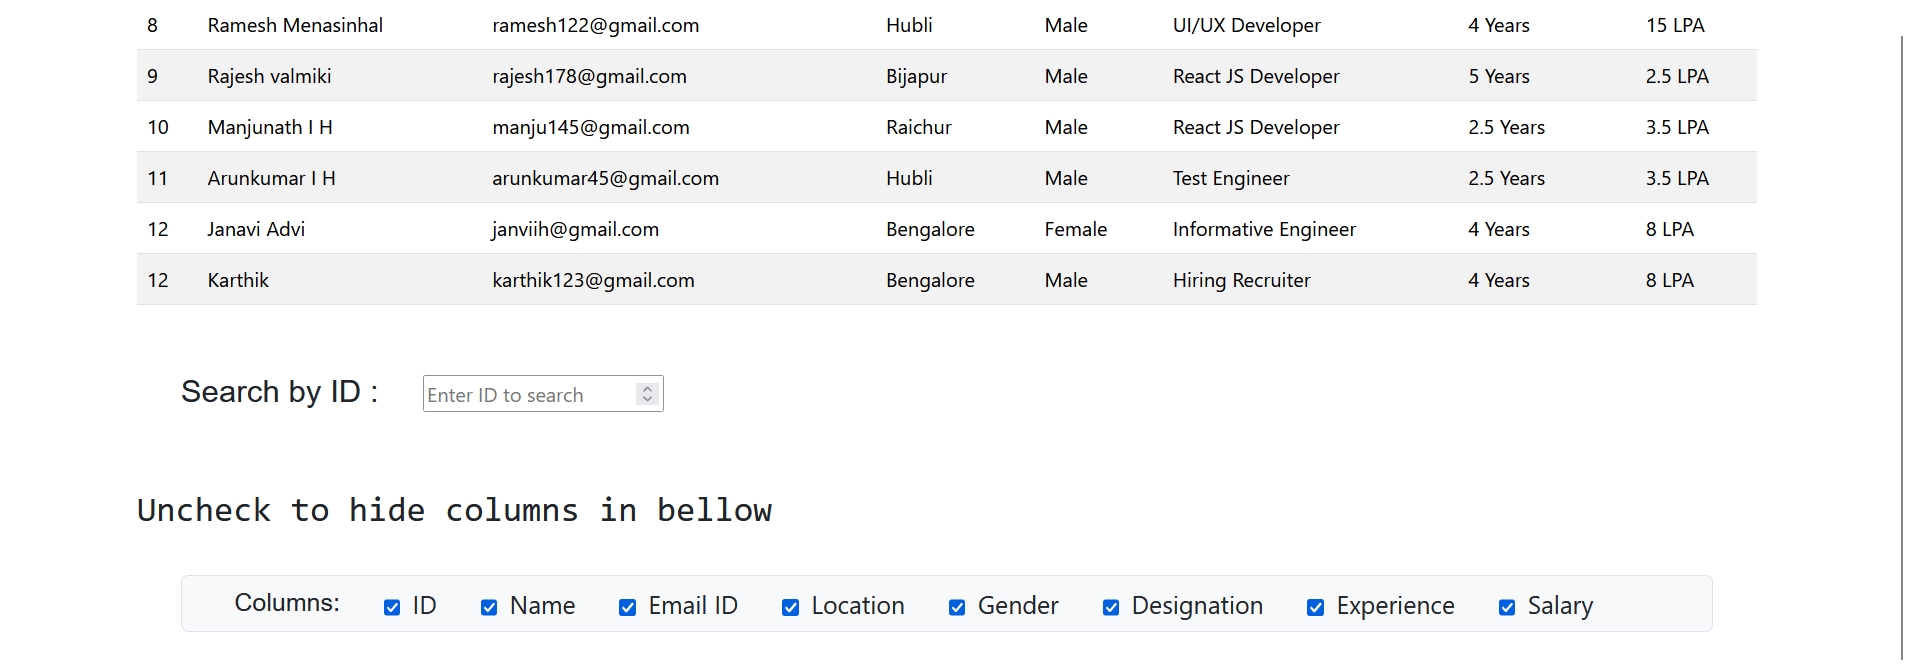 8 Ramesh Menasinhal ramesh122@gmail.com Hubli Male UI/UX Developer 4 Years 15 LPA
9 Rajesh valmiki rajesh178@gmail.com Bijapur Male React JS Developer 5 Years 2.5 LPA
10 Manjunath I H manju145@gmail.com Raichur Male React JS Developer 2.5 Years 3.5 LPA
11 Arunkumar I H arunkumar45@gmail.com Hubli Male Test Engineer 2.5 Years 3.5 LPA
12 Janavi Advi janviih@gmail.com Bengalore Female Informative Engineer 4 Years 8 LPA
12 Karthik karthik123@gmail.com Bengalore Male Hiring Recruiter 4 Years 8 LPA
Search by ID : Enter ID to search
Uncheck to hide columns in bellow
Columns: ID Name Email ID Location Gender Designation Experience Salary